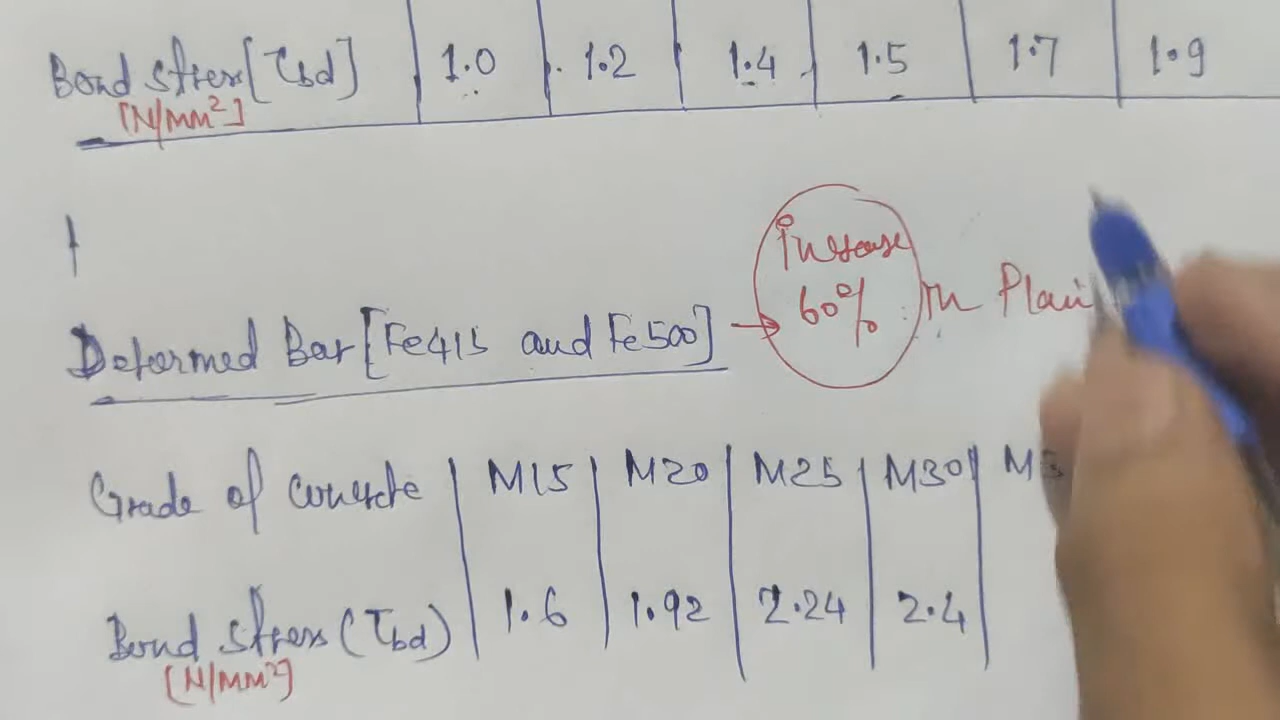 Bond stress [τbd] 1.0 1.2 1.4 1.5 1.7 1.9
[N/mm²]
Deformed Bar [Fe415 and Fe500] → Increase 60% in Plain
Grade of concrete M15 M20 M25 M30
Bond stress (τbd) 1.6 1.92 2.24 2.4
[N/mm²]